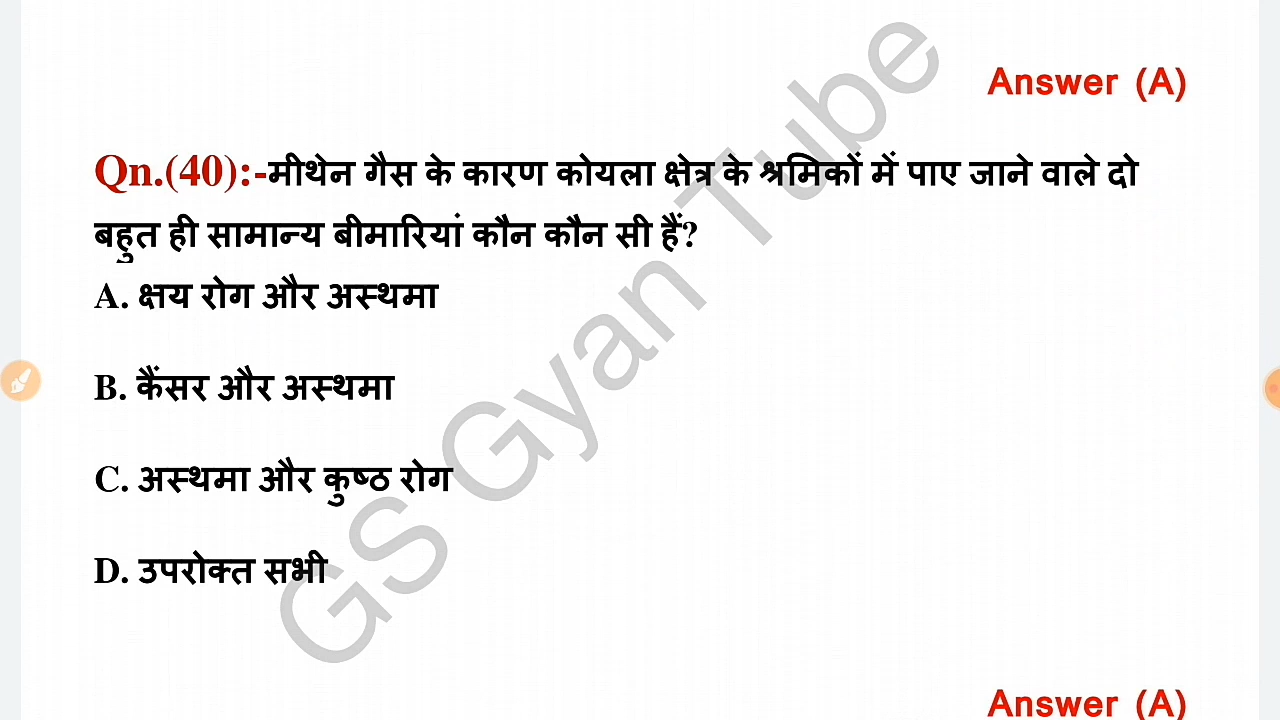 Answer (A)
Qn.(40):-मीथेन गैस के कारण कोयला क्षेत्र के श्रमिकों में पाए जाने वाले दो
बहुत ही सामान्य बीमारियां कौन कौन सी हैं?
A. क्षय रोग और अस्थमा
B. कैंसर और अस्थमा
C. अस्थमा और कुष्ठ रोग
D. उपरोक्त सभी
GS Gyan Tube
Answer (A)